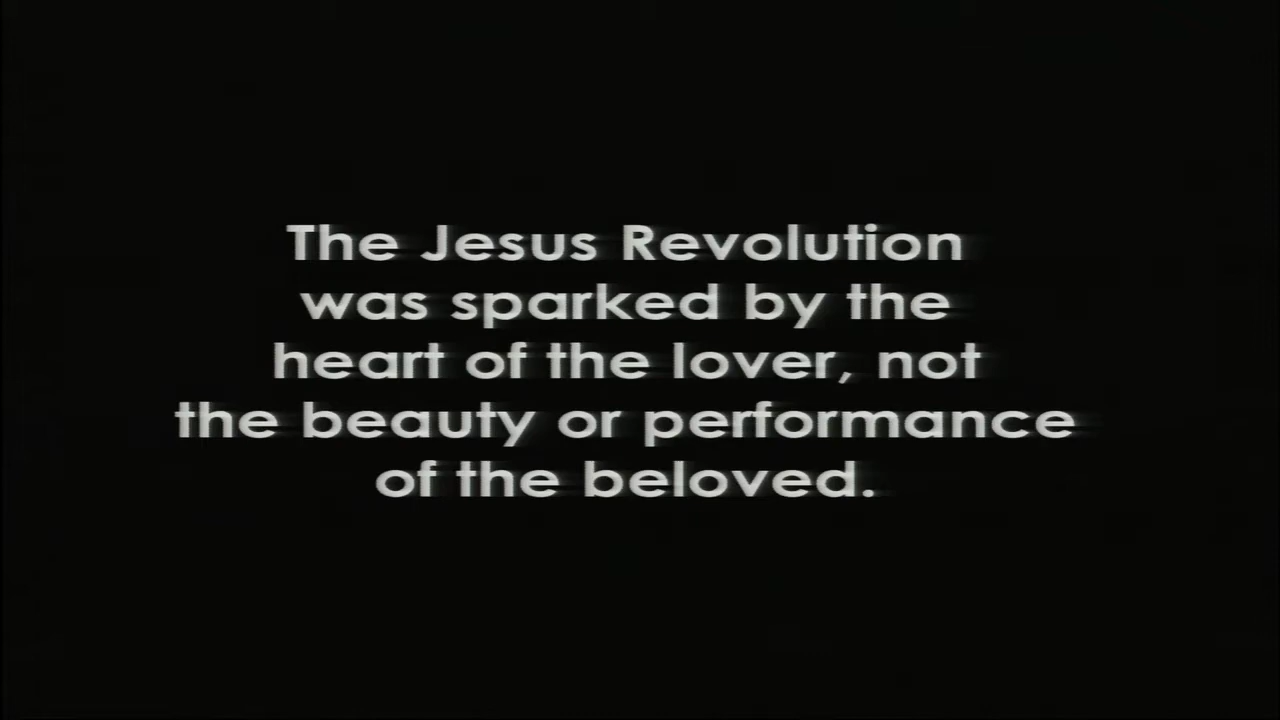 The Jesus Revolution
was sparked by the
heart of the lover, not
the beauty or performance
of the beloved.